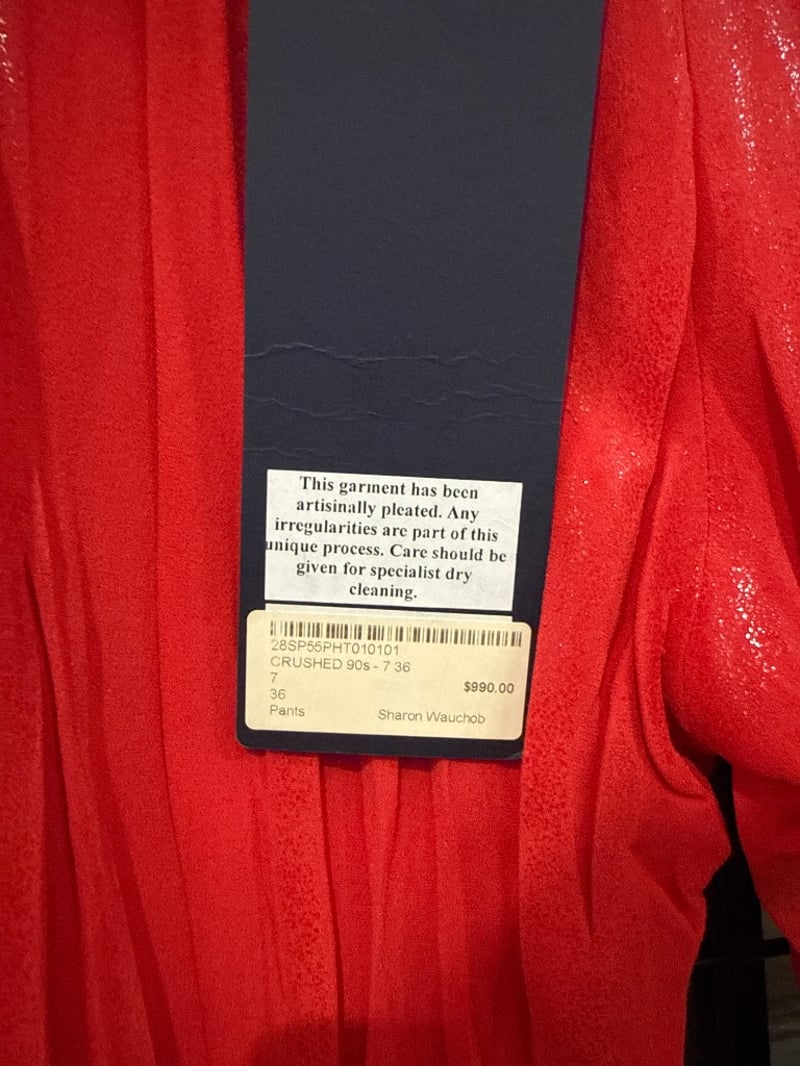 This garment has been
artisinally pleated. Any
irregularities are part of this
unique process. Care should be
given for specialist dry
cleaning.
28SP55PHT010101
CRUSHED 90s - 7 36
7
$990.00
36
Pants Sharon Wauchob